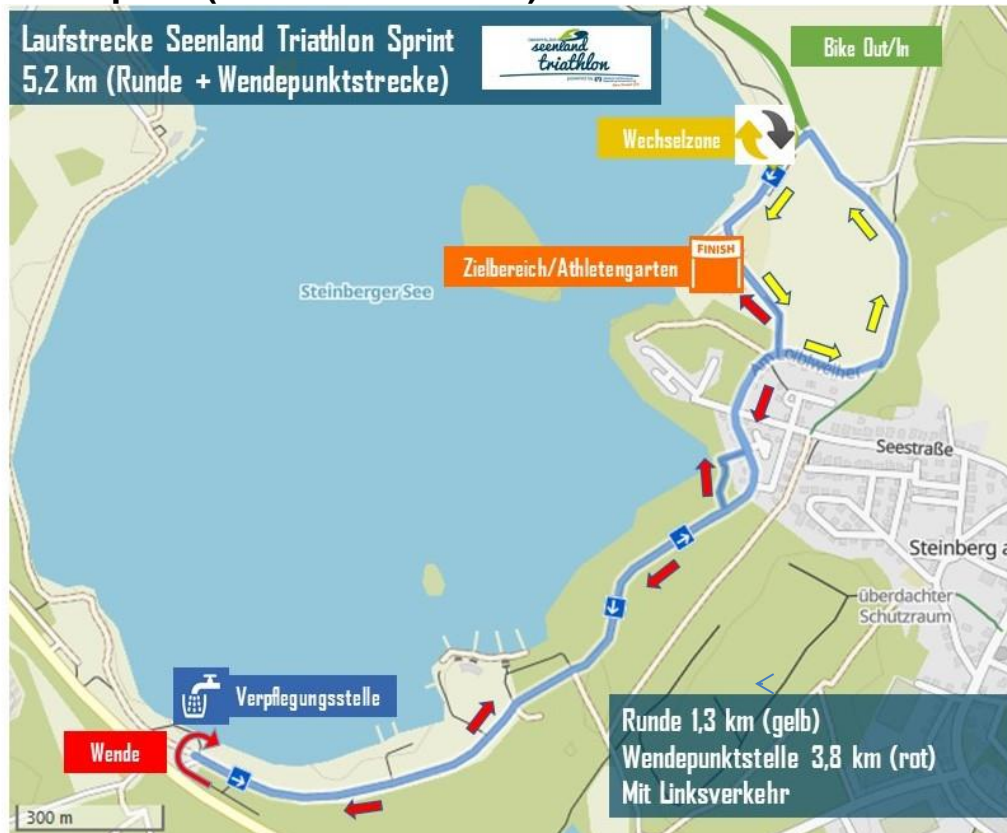 Laufstrecke Seenland Triathlon Sprint
5,2 km (Runde + Wendepunktstrecke)
seenland
triathlon
Bike Out/In
Wechselzone
FINISH
Zielbereich/Athletengarten
Steinberger See
Am Loiblweiher
Seestraße
Steinberg a
überdachter
Schutzraum
Verpflegungsstelle
Wende
Runde 1,3 km (gelb)
Wendepunktstelle 3,8 km (rot)
Mit Linksverkehr
300 m